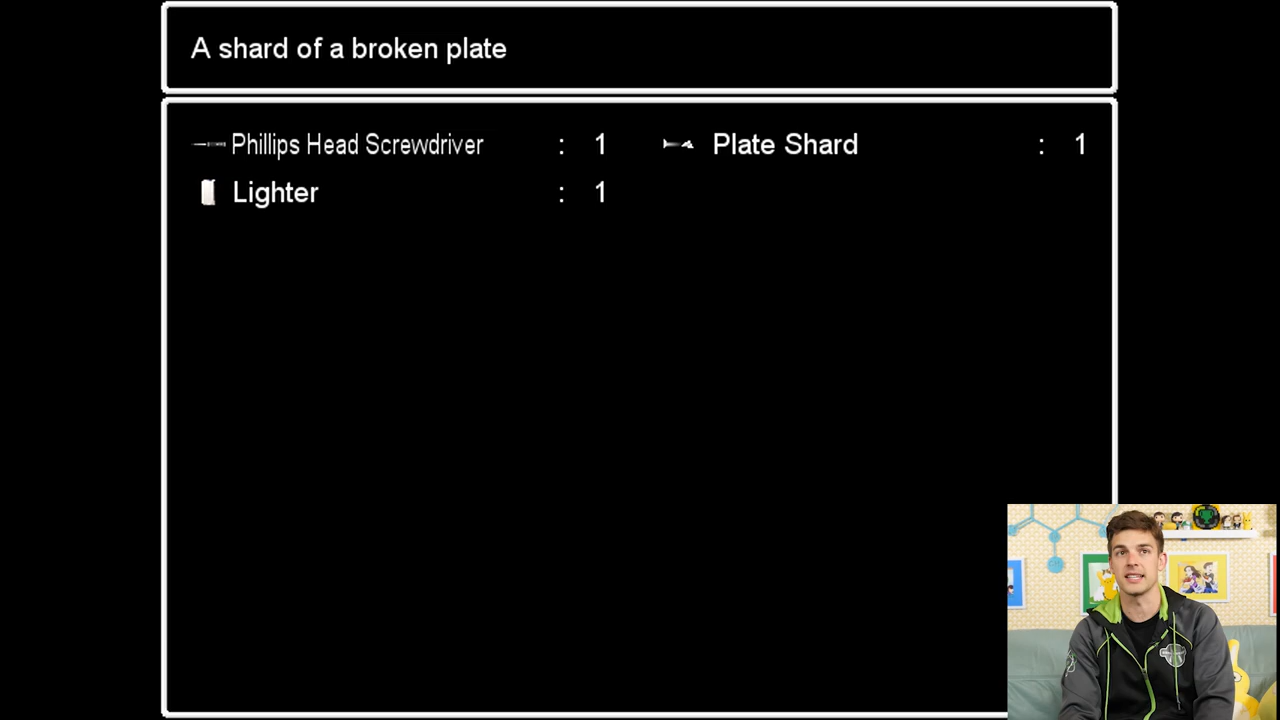 A shard of a broken plate
Phillips Head Screwdriver : 1 Plate Shard : 1
Lighter : 1